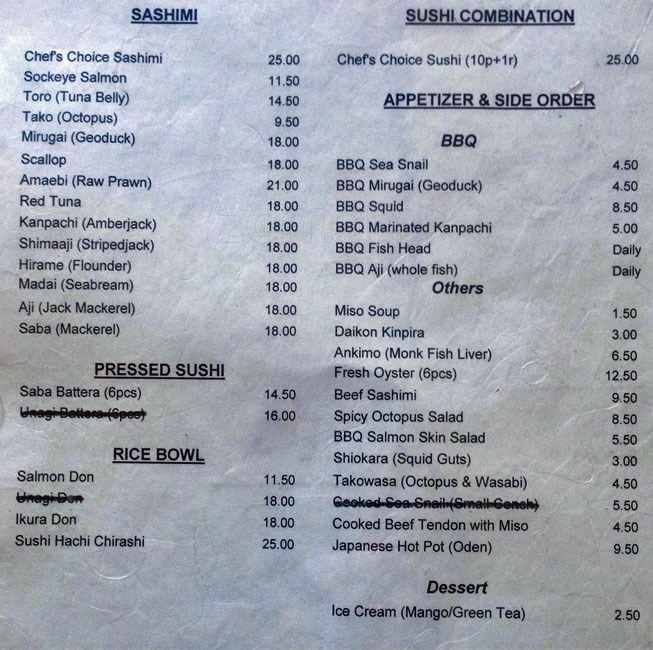 SASHIMI
Chef's Choice Sashimi 25.00
Sockeye Salmon 11.50
Toro (Tuna Belly) 14.50
Tako (Octopus) 9.50
Mirugai (Geoduck) 18.00
Scallop 18.00
Amaebi (Raw Prawn) 21.00
Red Tuna 18.00
Kanpachi (Amberjack) 18.00
Shimaaji (Stripedjack) 18.00
Hirame (Flounder) 18.00
Madai (Seabream) 18.00
Aji (Jack Mackerel) 18.00
Saba (Mackerel) 18.00
PRESSED SUSHI
Saba Battera (6pcs) 14.50
Unagi Battera (6pcs) 16.00
RICE BOWL
Salmon Don 11.50
Unagi Don 18.00
Ikura Don 18.00
Sushi Hachi Chirashi 25.00
SUSHI COMBINATION
Chef's Choice Sushi (10p+1r) 25.00
APPETIZER & SIDE ORDER
BBQ
BBQ Sea Snail 4.50
BBQ Mirugai (Geoduck) 4.50
BBQ Squid 8.50
BBQ Marinated Kanpachi 5.00
BBQ Fish Head Daily
BBQ Aji (whole fish) Daily
Others
Miso Soup 1.50
Daikon Kinpira 3.00
Ankimo (Monk Fish Liver) 6.50
Fresh Oyster (6pcs) 12.50
Beef Sashimi 9.50
Spicy Octopus Salad 8.50
BBQ Salmon Skin Salad 5.50
Shiokara (Squid Guts) 3.00
Takowasa (Octopus & Wasabi) 4.50
Cooked Sea Snail (Small Conch) 5.50
Cooked Beef Tendon with Miso 4.50
Japanese Hot Pot (Oden) 9.50
Dessert
Ice Cream (Mango/Green Tea) 2.50